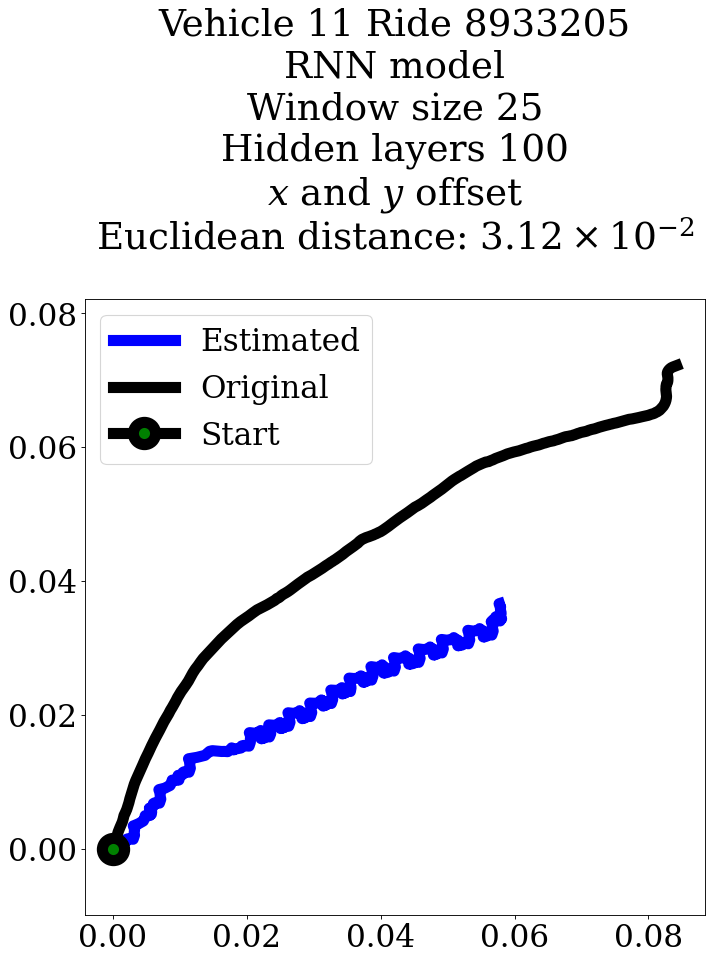 Vehicle 11 Ride 8933205
RNN model
Window size 25
Hidden layers 100
x and y offset
Euclidean distance: 3.12 × 10⁻²
0.08
0.06
0.04
0.02
0.00
Estimated
Original
Start
0.00 0.02 0.04 0.06 0.08